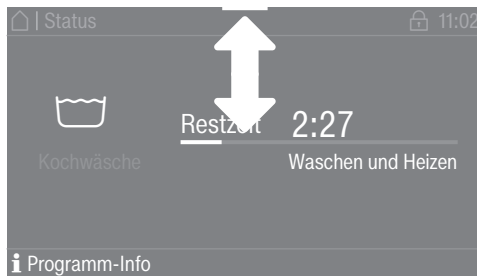 | Status 11:02
Restzeit 2:27
Kochwäsche Waschen und Heizen
i Programm-Info